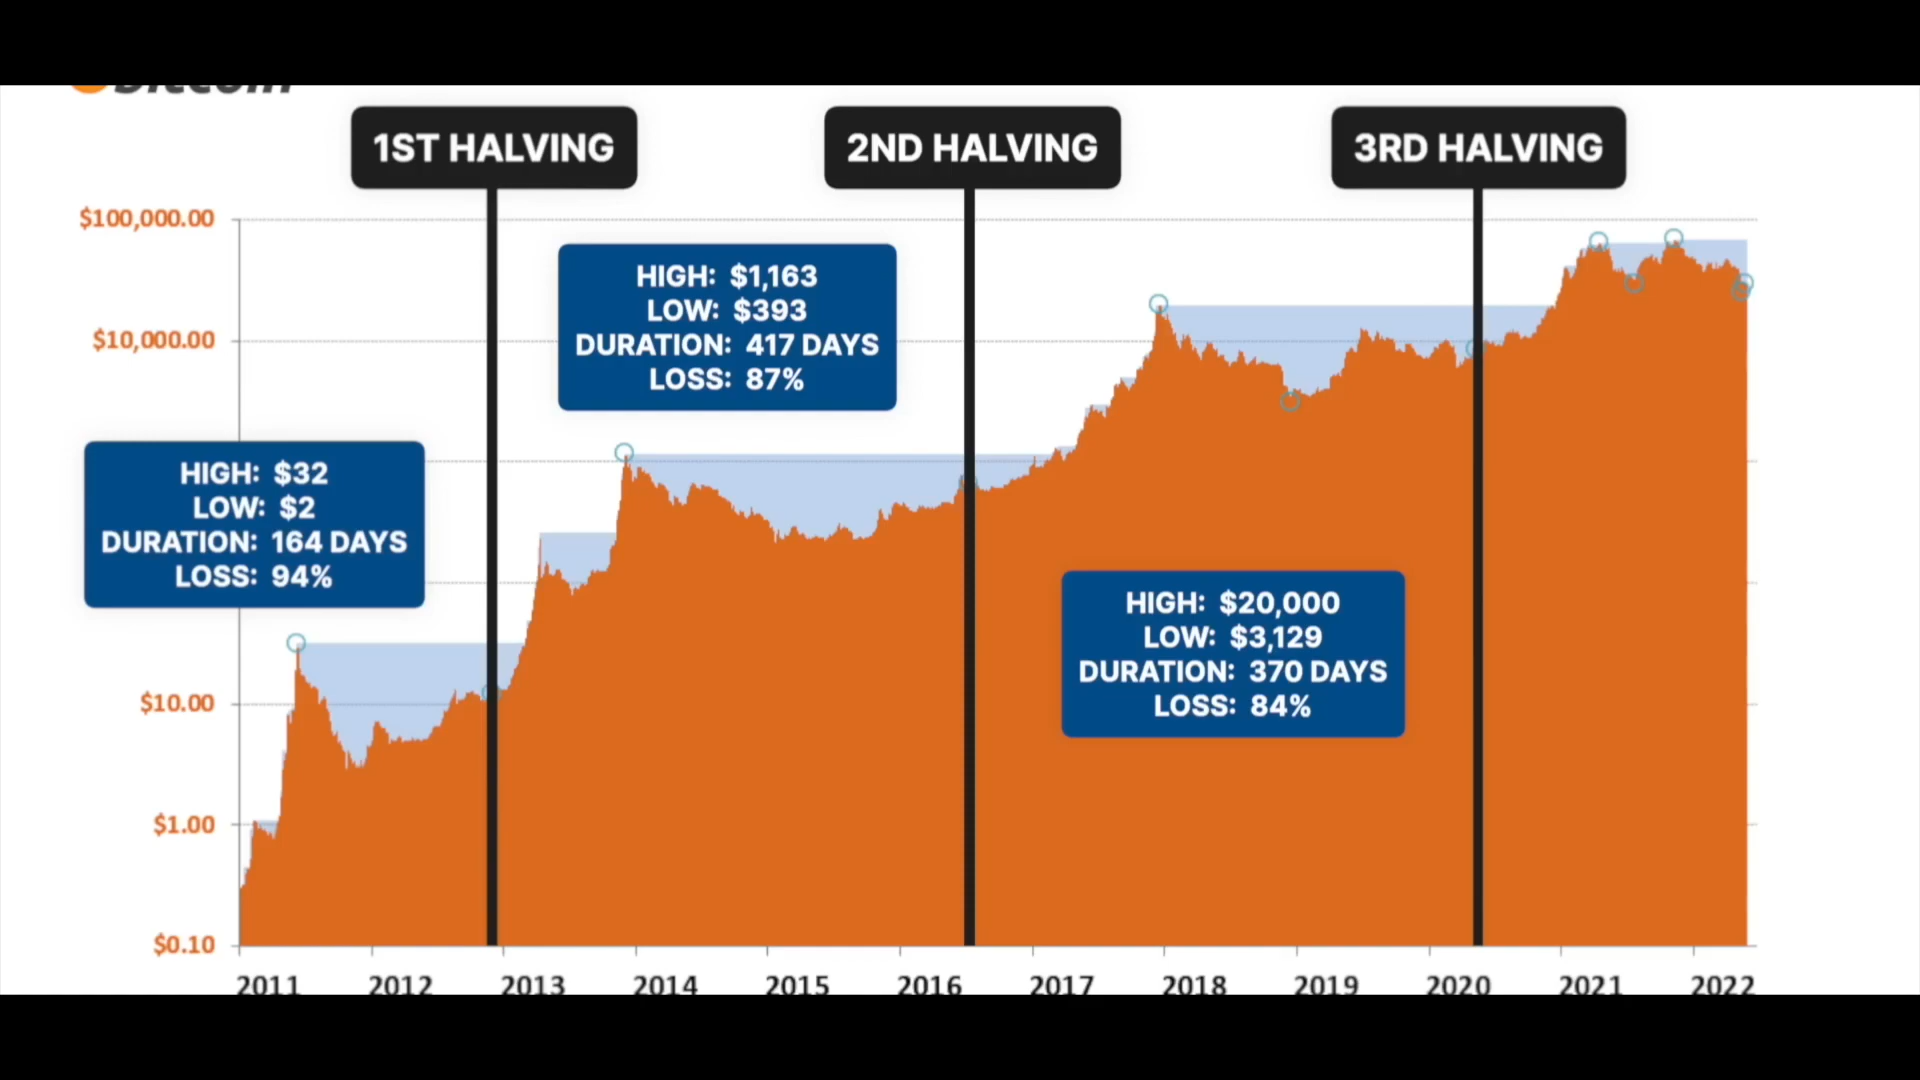 Bitcoin
1ST HALVING
2ND HALVING
3RD HALVING
$100,000.00
HIGH: $1,163
LOW: $393
DURATION: 417 DAYS
LOSS: 87%
$10,000.00
HIGH: $32
LOW: $2
DURATION: 164 DAYS
LOSS: 94%
HIGH: $20,000
LOW: $3,129
DURATION: 370 DAYS
LOSS: 84%
$10.00
$1.00
$0.10
2011 2012 2013 2014 2015 2016 2017 2018 2019 2020 2021 2022